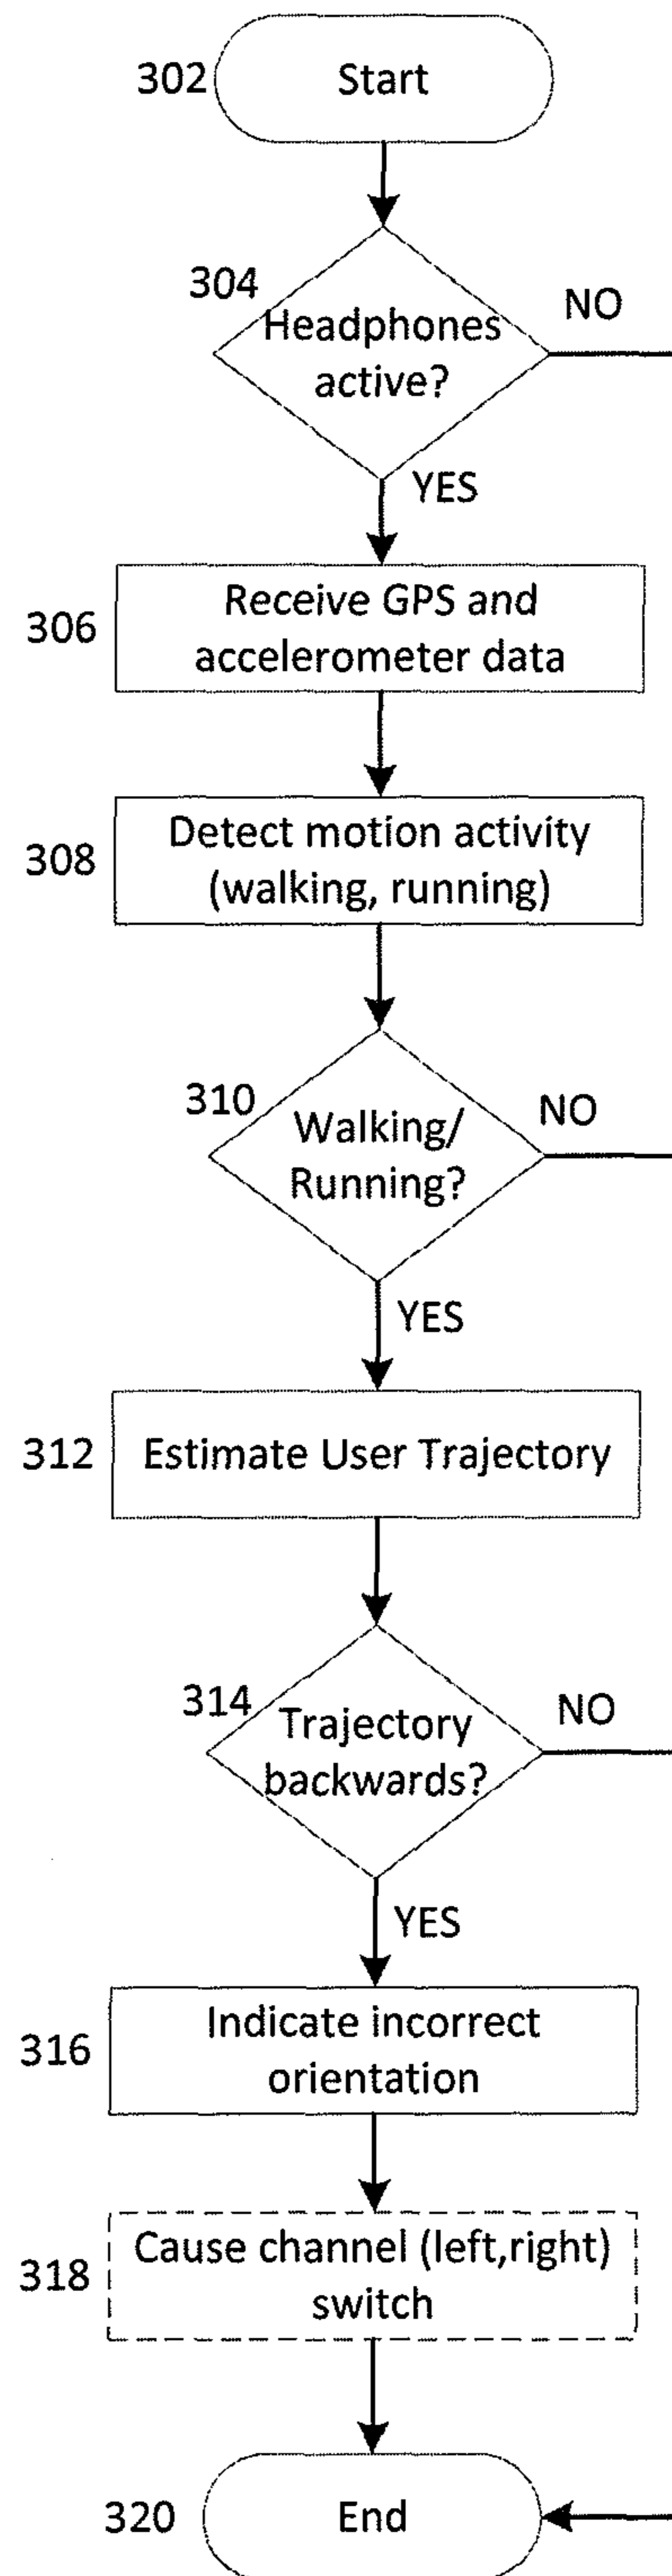 302
Start
304
Headphones
active?
NO
YES
306
Receive GPS and
accelerometer data
308
Detect motion activity
(walking, running)
310
Walking/
Running?
NO
YES
312
Estimate User Trajectory
314
Trajectory
backwards?
NO
YES
316
Indicate incorrect
orientation
318
Cause channel (left,right)
switch
320
End